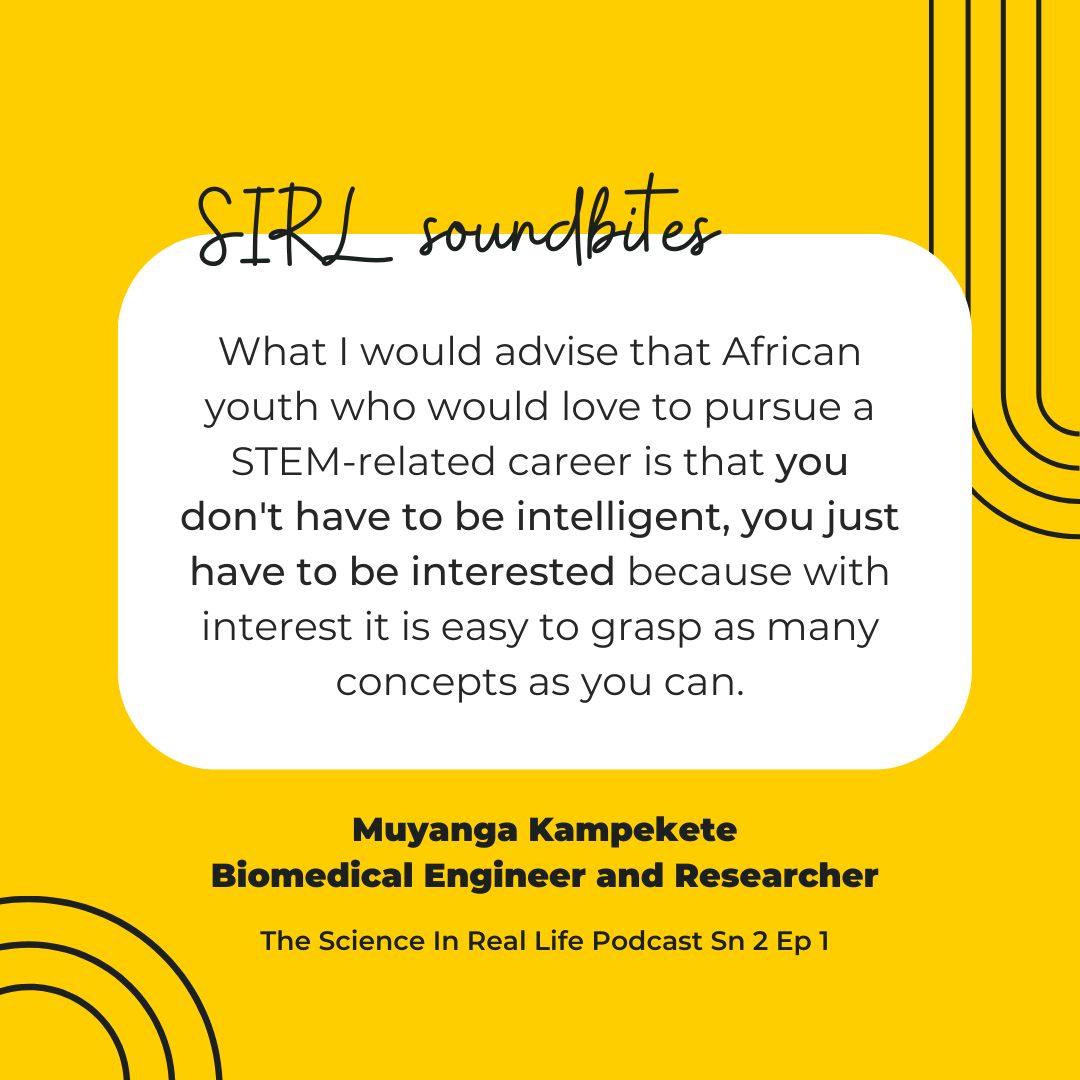 SIRL soundbites
What I would advise that African
youth who would love to pursue a
STEM-related career is that you
don't have to be intelligent, you just
have to be interested because with
interest it is easy to grasp as many
concepts as you can.
Muyanga Kampekete
Biomedical Engineer and Researcher
The Science In Real Life Podcast Sn 2 Ep 1